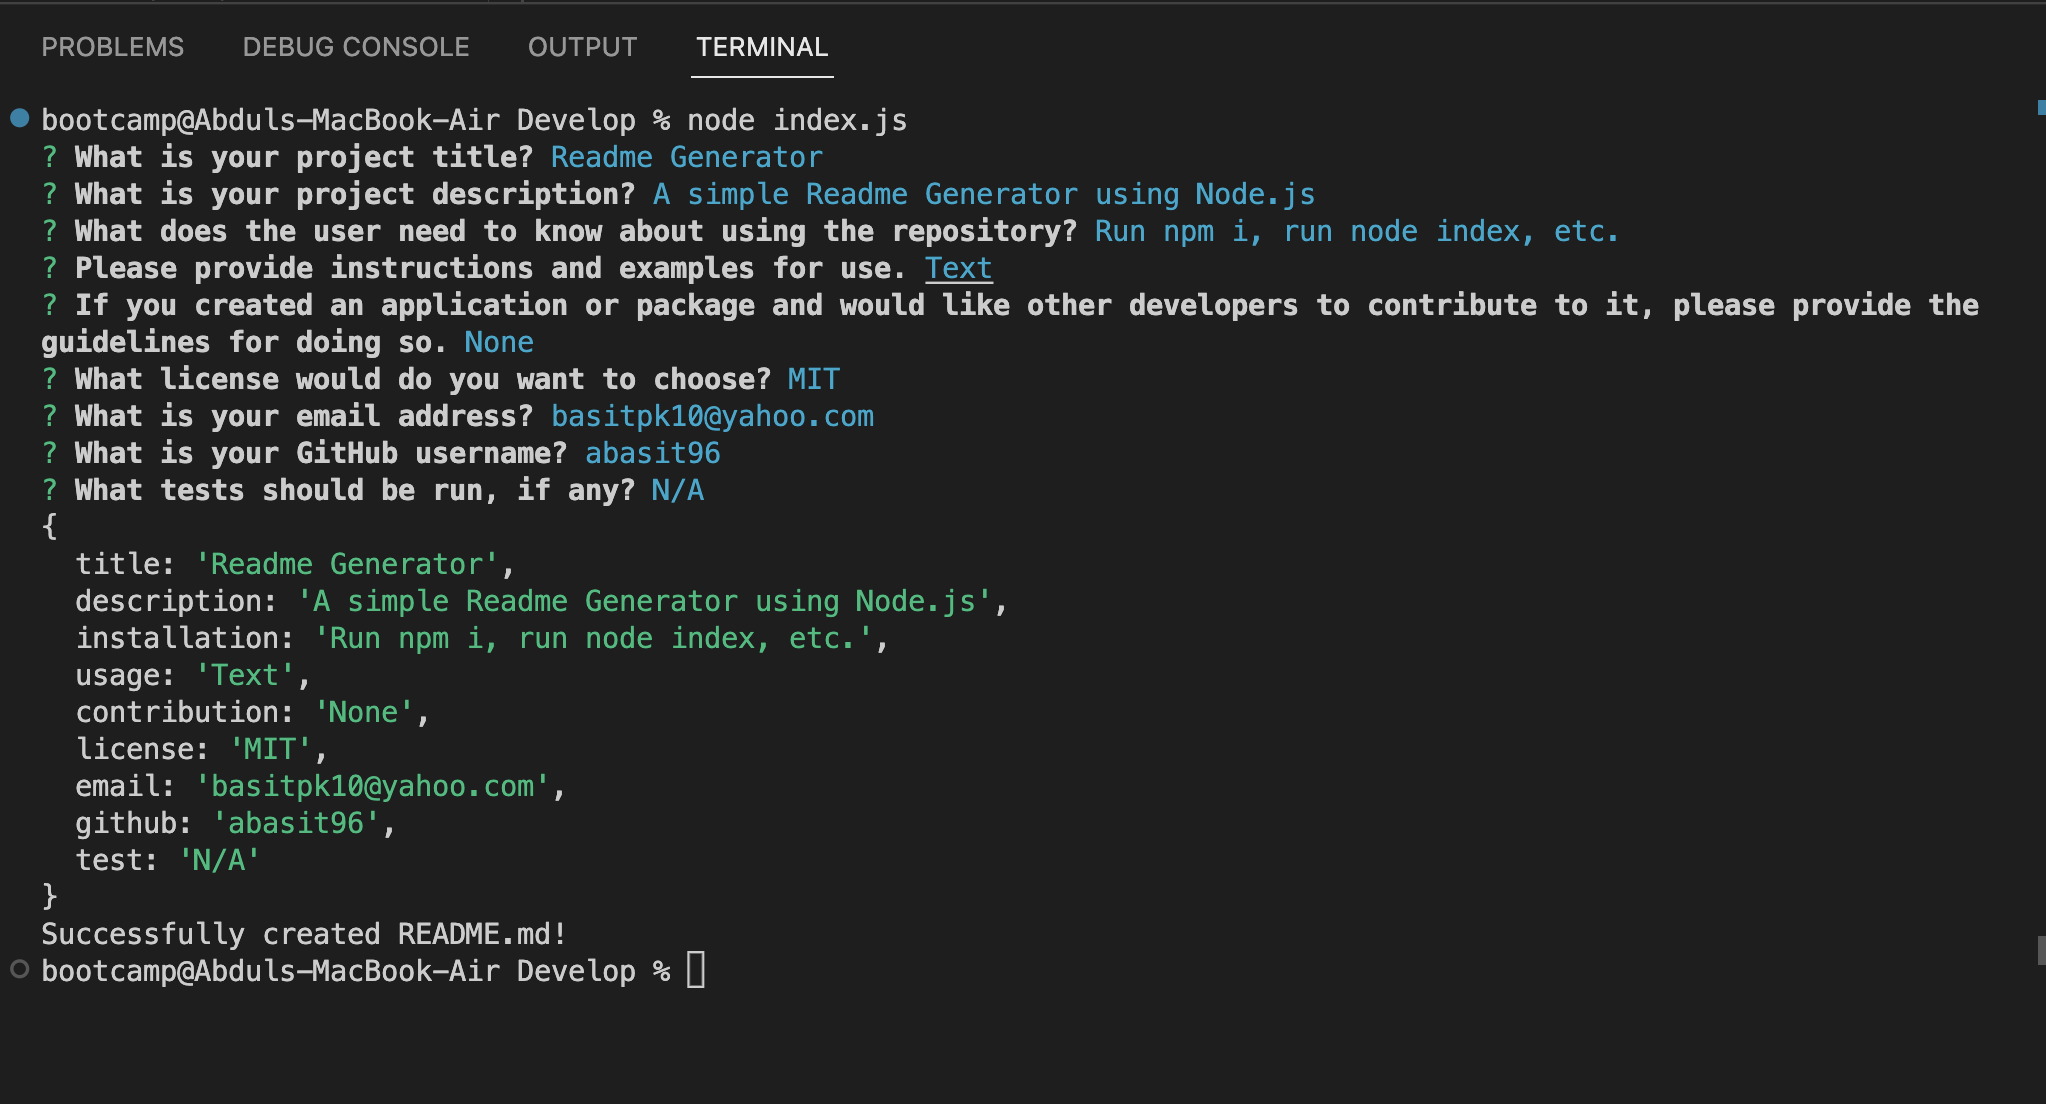 PROBLEMS DEBUG CONSOLE OUTPUT TERMINAL
bootcamp@Abduls-MacBook-Air Develop % node index.js
? What is your project title? Readme Generator
? What is your project description? A simple Readme Generator using Node.js
? What does the user need to know about using the repository? Run npm i, run node index, etc.
? Please provide instructions and examples for use. Text
? If you created an application or package and would like other developers to contribute to it, please provide the
guidelines for doing so. None
? What license would do you want to choose? MIT
? What is your email address? basitpk10@yahoo.com
? What is your GitHub username? abasit96
? What tests should be run, if any? N/A
{
  title: 'Readme Generator',
  description: 'A simple Readme Generator using Node.js',
  installation: 'Run npm i, run node index, etc.',
  usage: 'Text',
  contribution: 'None',
  license: 'MIT',
  email: 'basitpk10@yahoo.com',
  github: 'abasit96',
  test: 'N/A'
}
Successfully created README.md!
bootcamp@Abduls-MacBook-Air Develop %